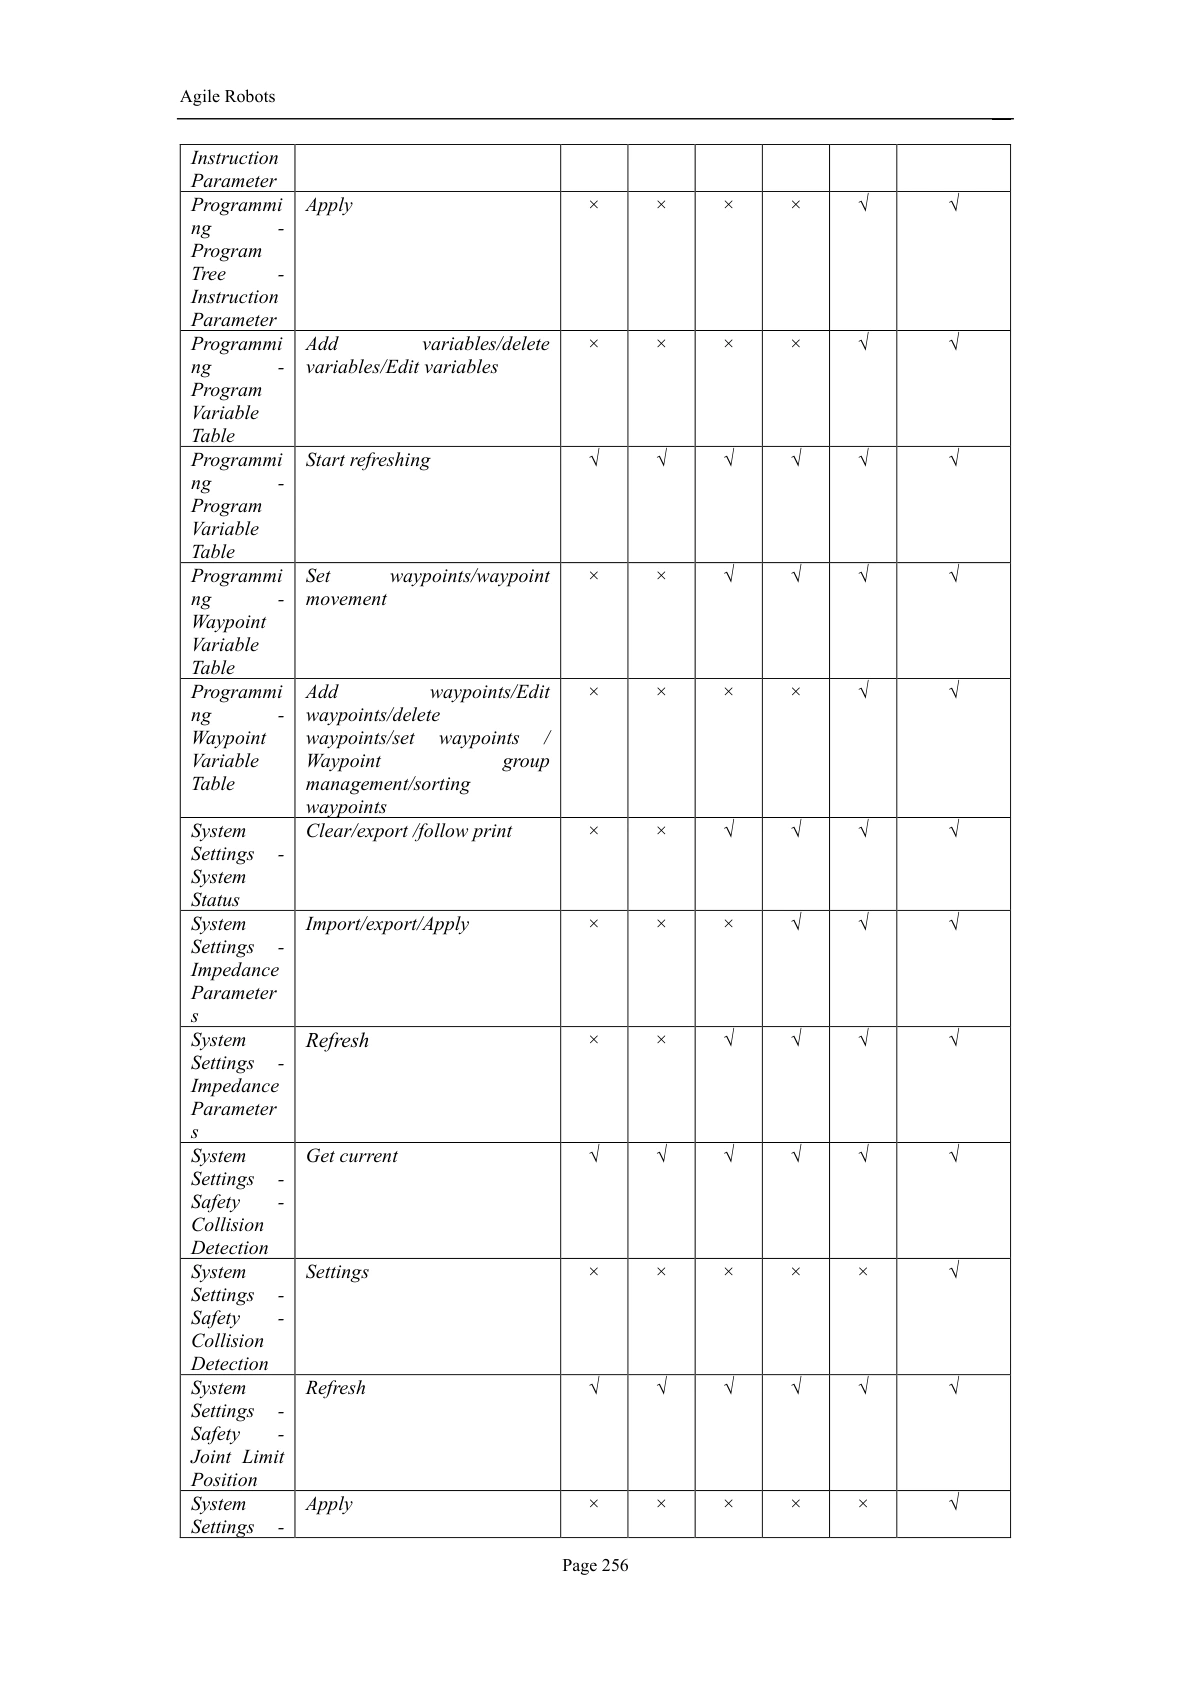 Agile Robots
Instruction
Parameter
Programmi
ng -
Program
Tree -
Instruction
Parameter
Apply
× × × × √ √
Programmi
ng -
Program
Variable
Table
Add variables/delete
variables/Edit variables
× × × × √ √
Programmi
ng -
Program
Variable
Table
Start refreshing
√ √ √ √ √ √
Programmi
ng -
Waypoint
Variable
Table
Set waypoints/waypoint
movement
× × √ √ √ √
Programmi
ng -
Waypoint
Variable
Table
Add waypoints/Edit
waypoints/delete
waypoints/set waypoints /
Waypoint group
management/sorting
waypoints
× × × × √ √
System
Settings -
System
Status
Clear/export /follow print
× × √ √ √ √
System
Settings -
Impedance
Parameter
s
Import/export/Apply
× × × √ √ √
System
Settings -
Impedance
Parameter
s
Refresh
× × √ √ √ √
System
Settings -
Safety -
Collision
Detection
Get current
√ √ √ √ √ √
System
Settings -
Safety -
Collision
Detection
Settings
× × × × × √
System
Settings -
Safety -
Joint Limit
Position
Refresh
√ √ √ √ √ √
System
Settings -
Apply
× × × × × √
Page 256